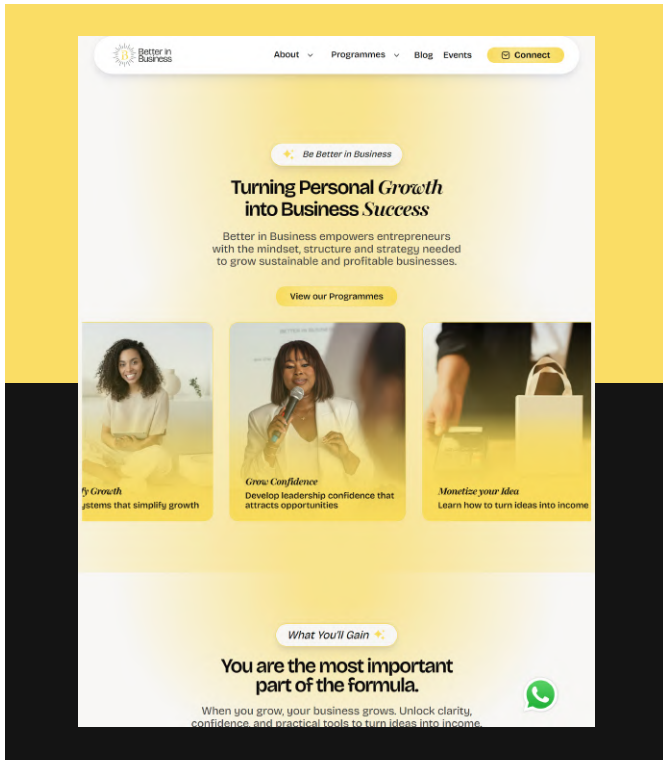 Better in
Business
About
Programmes
Blog
Events
Connect
Be Better in Business
Turning Personal Growth
into Business Success
Better in Business empowers entrepreneurs
with the mindset, structure and strategy needed
to grow sustainable and profitable businesses.
View our Programmes
fy Growth
ystems that simplify growth
Grow Confidence
Develop leadership confidence that
attracts opportunities
Monetize your Idea
Learn how to turn ideas into income
What You'll Gain
You are the most important
part of the formula.
When you grow, your business grows. Unlock clarity,
confidence, and practical tools to turn ideas into income.